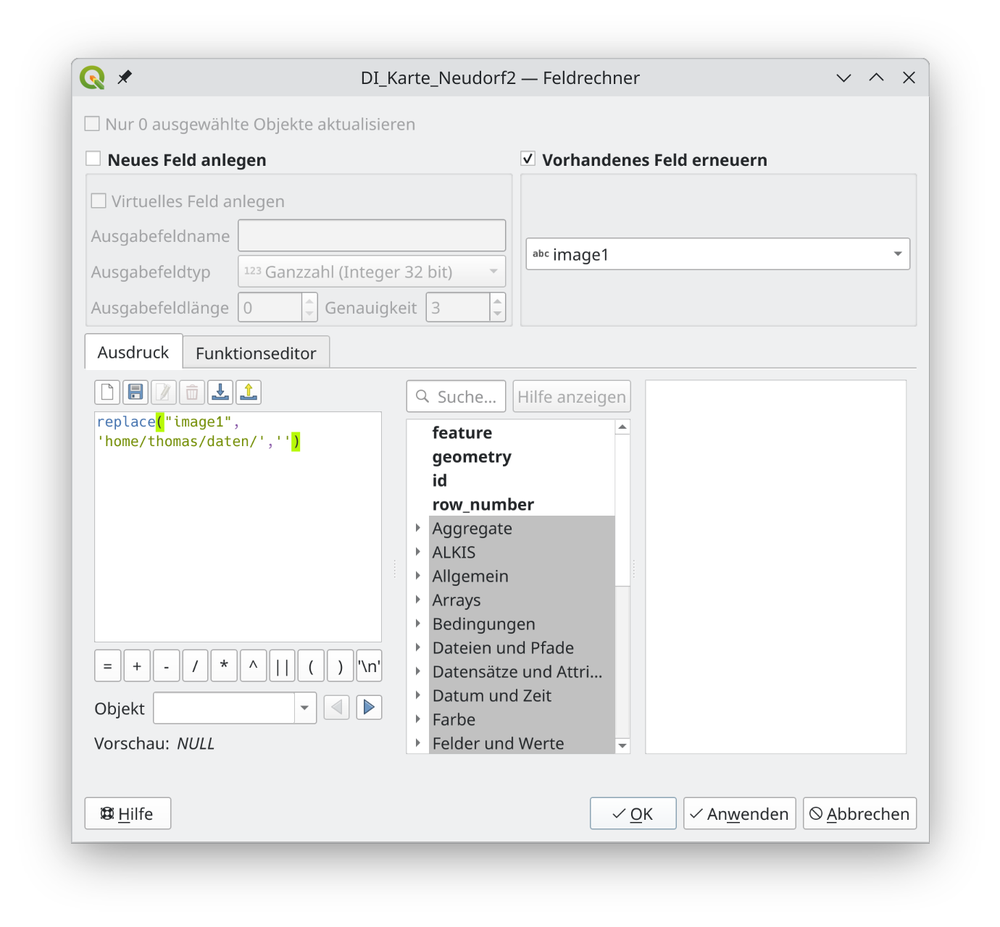 DI_Karte_Neudorf2 — Feldrechner
Nur 0 ausgewählte Objekte aktualisieren
Neues Feld anlegen
Vorhandenes Feld erneuern
Virtuelles Feld anlegen
Ausgabefeldname
Ausgabefeldtyp
123 Ganzzahl (Integer 32 bit)
Ausgabefeldlänge 0 Genauigkeit 3
abc image1
Ausdruck Funktionseditor
replace("image1",
'home/thomas/daten/','')
= + - / * ^ || ( ) '\n'
Objekt
Vorschau: NULL
Suche... Hilfe anzeigen
feature
geometry
id
row_number
Aggregate
ALKIS
Allgemein
Arrays
Bedingungen
Dateien und Pfade
Datensätze und Attri...
Datum und Zeit
Farbe
Felder und Werte
Hilfe OK Anwenden Abbrechen